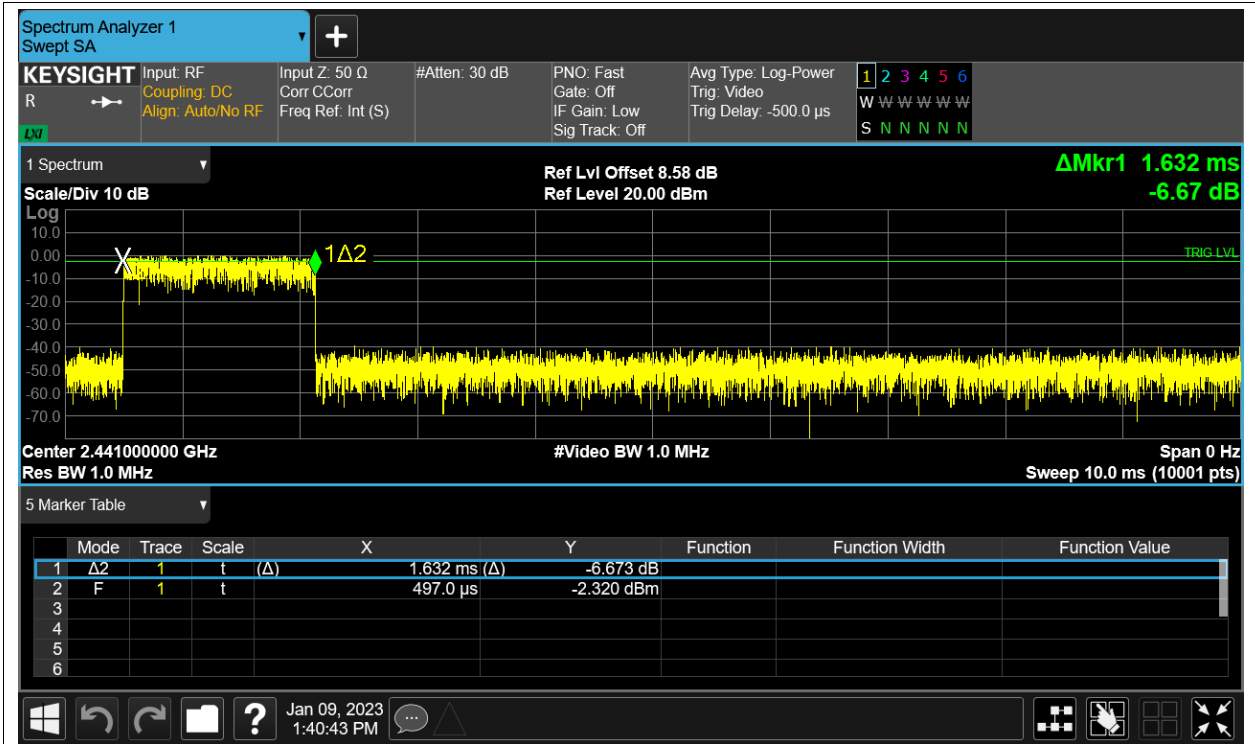 Spectrum Analyzer 1
Swept SA
KEYSIGHT Input: RF Input Z: 50 Ω #Atten: 30 dB PNO: Fast Avg Type: Log-Power 1 2 3 4 5 6
R Coupling: DC Corr CCorr Gate: Off Trig: Video W W W W W W
Align: Auto/No RF Freq Ref: Int (S) IF Gain: Low Trig Delay: -500.0 µs
LXI Sig Track: Off S N N N N N
1 Spectrum Ref Lvl Offset 8.58 dB ΔMkr1 1.632 ms
Scale/Div 10 dB Ref Level 20.00 dBm -6.67 dB
Log
10.0
0.00 1Δ2 TRIG LVL
-10.0
-20.0
-30.0
-40.0
-50.0
-60.0
-70.0
Center 2.441000000 GHz #Video BW 1.0 MHz Span 0 Hz
Res BW 1.0 MHz Sweep 10.0 ms (10001 pts)
5 Marker Table
Mode Trace Scale X Y Function Function Width Function Value
1 Δ2 1 t (Δ) 1.632 ms (Δ) -6.673 dB
2 F 1 t 497.0 µs -2.320 dBm
3
4
5
6
? Jan 09, 2023
1:40:43 PM